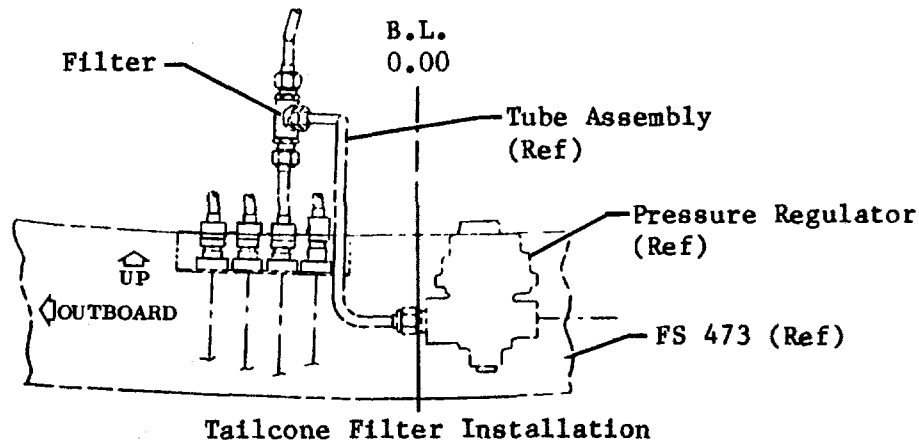 B.L.
0.00
Filter
Tube Assembly
(Ref)
Pressure Regulator
(Ref)
UP
OUTBOARD
FS 473 (Ref)
Tailcone Filter Installation